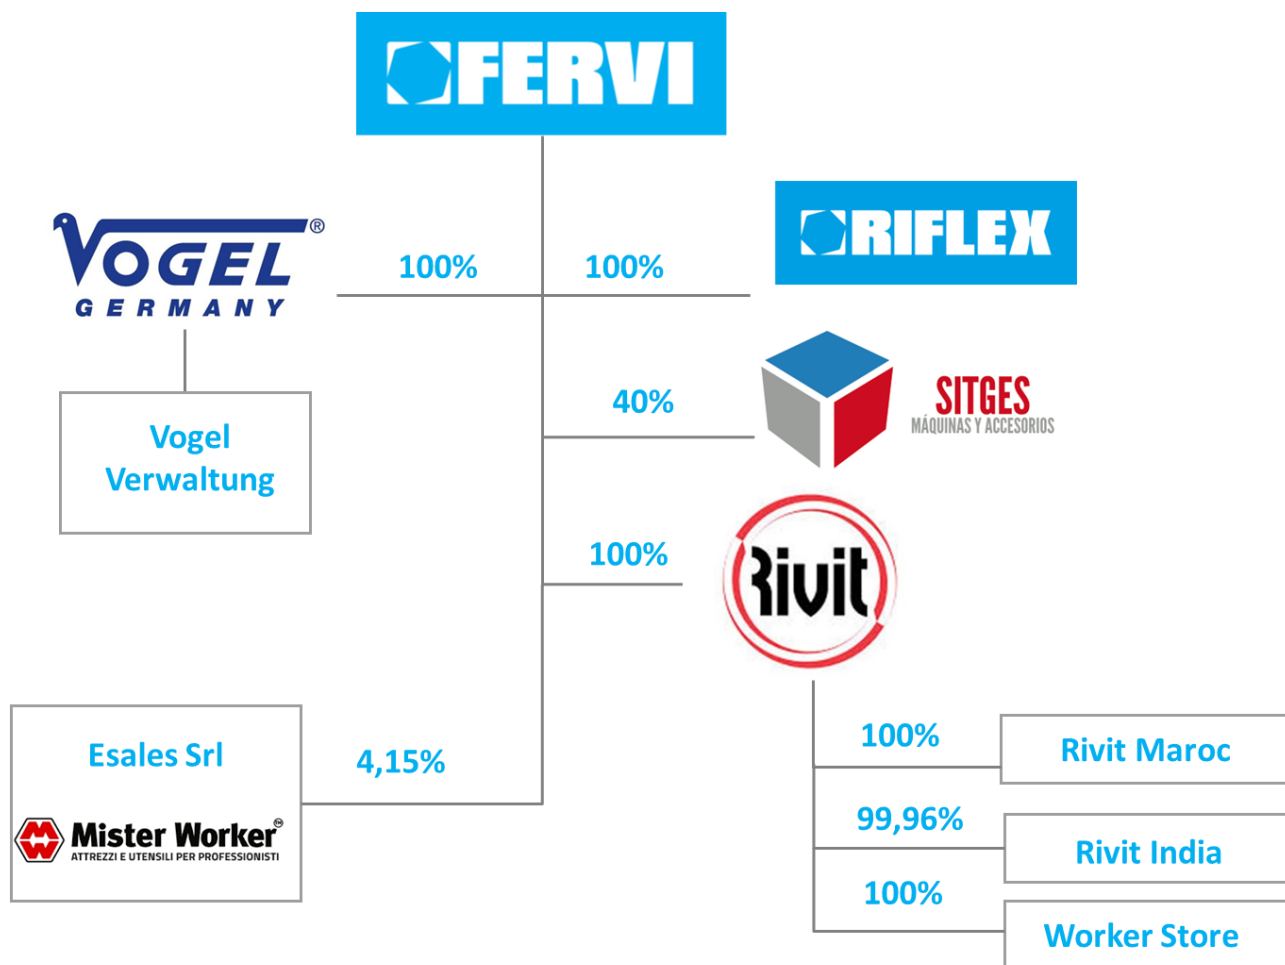 FERVI
VOGEL®
GERMANY
100%
100%
RIFLEX
Vogel
Verwaltung
40%
SITGES
MÁQUINAS Y ACCESORIOS
100%
Rivit
Esales Srl
Mister Worker™
ATTREZZI E UTENSILI PER PROFESSIONISTI
4,15%
100%
Rivit Maroc
99,96%
Rivit India
100%
Worker Store